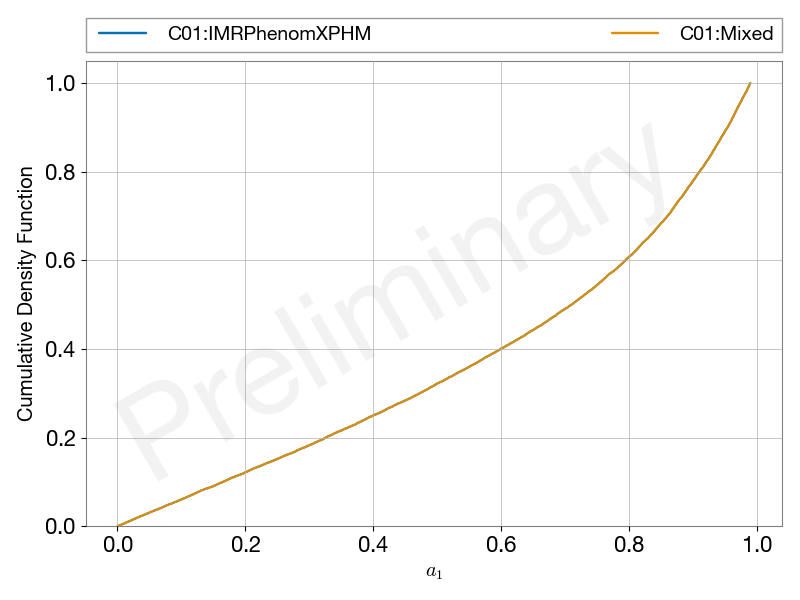 C01:IMRPhenomXPHM C01:Mixed
Cumulative Density Function
1.0
0.8
0.6
0.4
0.2
0.0
Preliminary
0.0 0.2 0.4 0.6 0.8 1.0
a₁